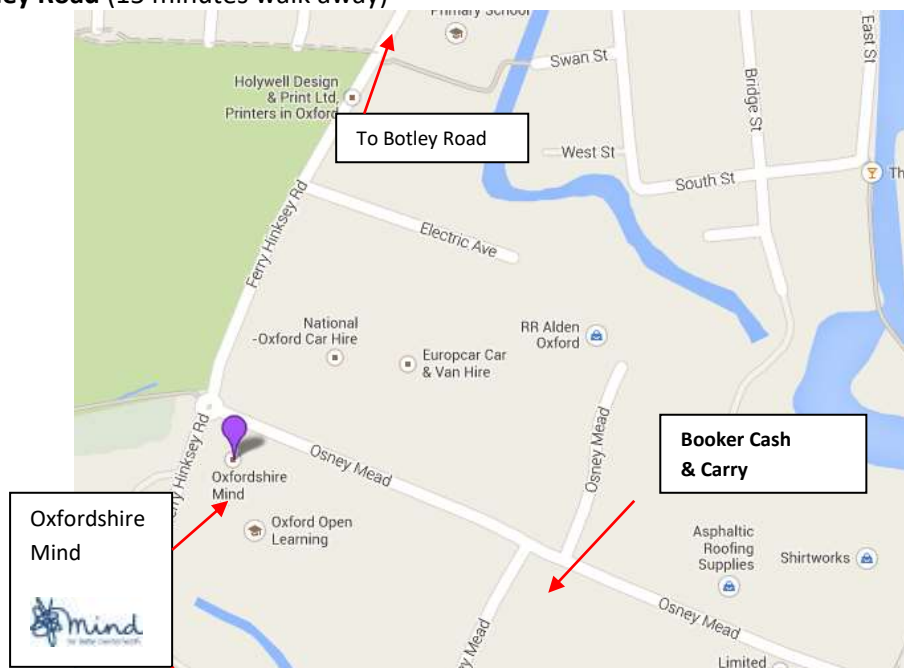 ley Road (15 minutes walk away)
Primary School
East St
Swan St
Holywell Design
& Print Ltd,
Printers in Oxford
Bridge St
To Botley Road
West St
South St
Th
Ferry Hinksey Rd
Electric Ave
National
-Oxford Car Hire
RR Alden
Oxford
Europcar Car
& Van Hire
Booker Cash
& Carry
Ferry Hinksey Rd
Osney Mead
Osney Mead
Oxfordshire
Mind
Oxfordshire
Mind
Oxford Open
Learning
Asphaltic
Roofing
Supplies
Shirtworks
mind
Osney Mead
ey Mead
Limited